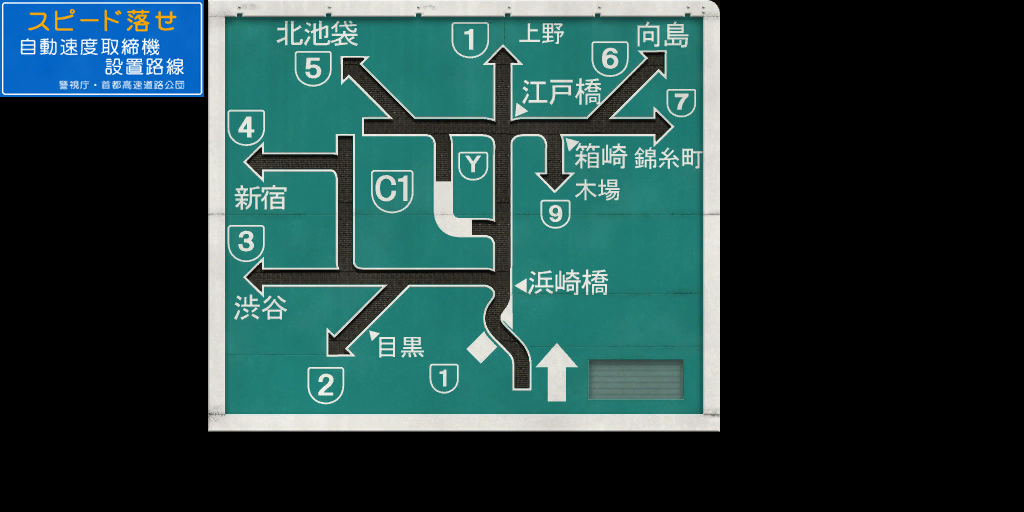 スピード落せ
自動速度取締機
設置路線
警視庁・首都高速道路公団
北池袋
5
1
上野
6
向島
江戸橋
7
4
新宿
C1
Y
箱崎
錦糸町
木場
9
3
渋谷
浜崎橋
目黒
2
1